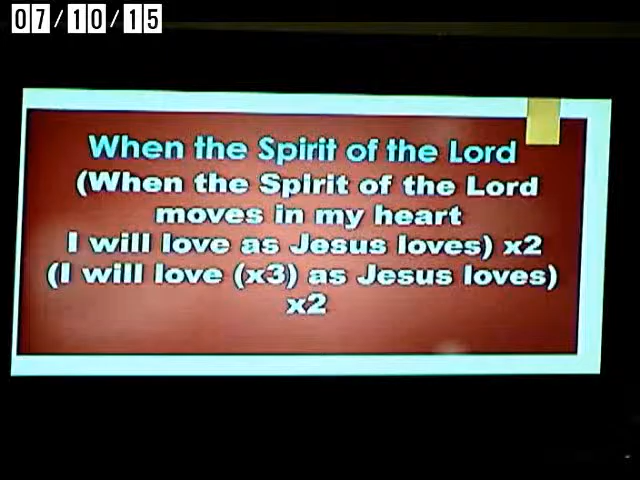 07/10/15
When the Spirit of the Lord
(When the Spirit of the Lord
moves in my heart
I will love as Jesus loves) x2
(I will love (x3) as Jesus loves)
x2